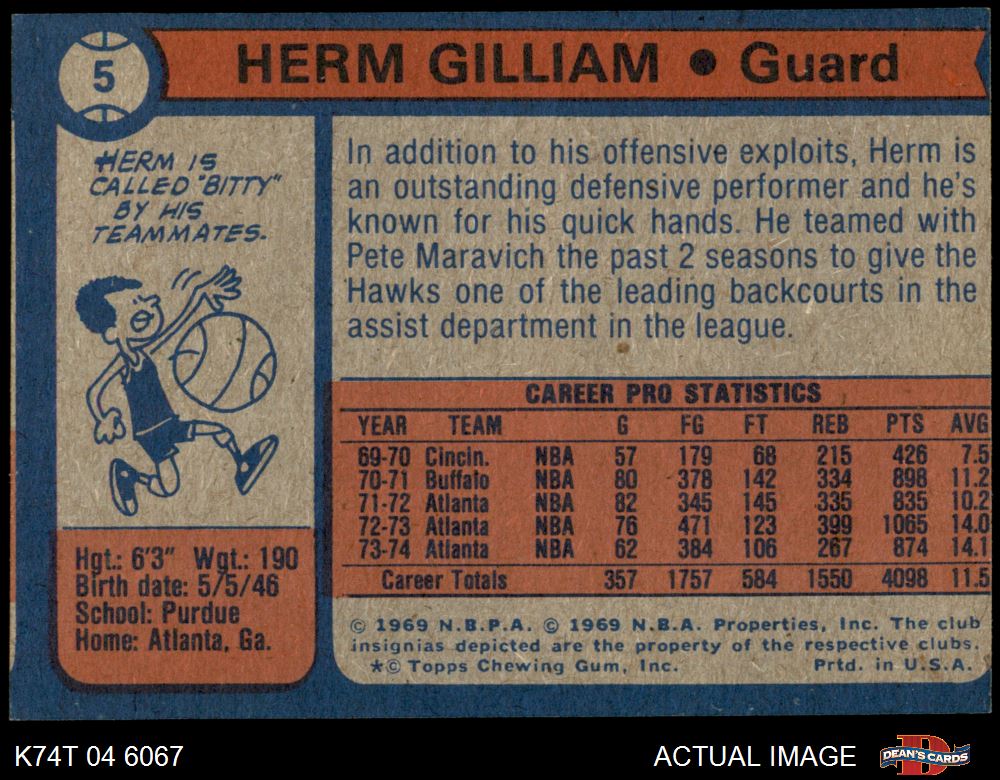 5
HERM GILLIAM • Guard
HERM IS
CALLED "BITTY"
BY HIS
TEAMMATES.
In addition to his offensive exploits, Herm is
an outstanding defensive performer and he's
known for his quick hands. He teamed with
Pete Maravich the past 2 seasons to give the
Hawks one of the leading backcourts in the
assist department in the league.
CAREER PRO STATISTICS
YEAR TEAM G FG FT REB PTS AVG
69-70 Cincin. NBA 57 179 68 215 426 7.5
70-71 Buffalo NBA 80 378 142 334 898 11.2
71-72 Atlanta NBA 82 345 145 335 835 10.2
72-73 Atlanta NBA 76 471 123 399 1065 14.0
73-74 Atlanta NBA 62 384 106 267 874 14.1
Career Totals 357 1757 584 1550 4098 11.5
Hgt.: 6'3" Wgt.: 190
Birth date: 5/5/46
School: Purdue
Home: Atlanta, Ga.
© 1969 N.B.P.A. © 1969 N.B.A. Properties, Inc. The club
insignias depicted are the property of the respective clubs.
*© Topps Chewing Gum, Inc. Prtd. in U.S.A.
K74T 04 6067 ACTUAL IMAGE D DEAN'S CARDS